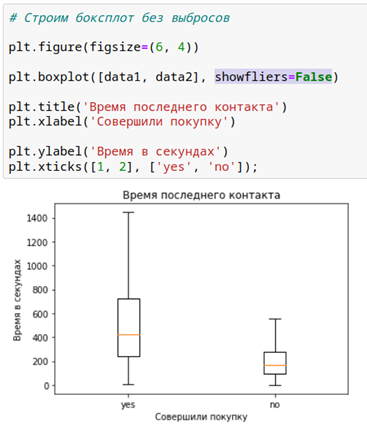 # Строим боксплот без выбросов
plt.figure(figsize=(6, 4))
plt.boxplot([data1, data2], showfliers=False)
plt.title('Время последнего контакта')
plt.xlabel('Совершили покупку')
plt.ylabel('Время в секундах')
plt.xticks([1, 2], ['yes', 'no']);
Время последнего контакта
1400
1200
1000
800
600
400
200
0
Время в секундах
yes no
Совершили покупку